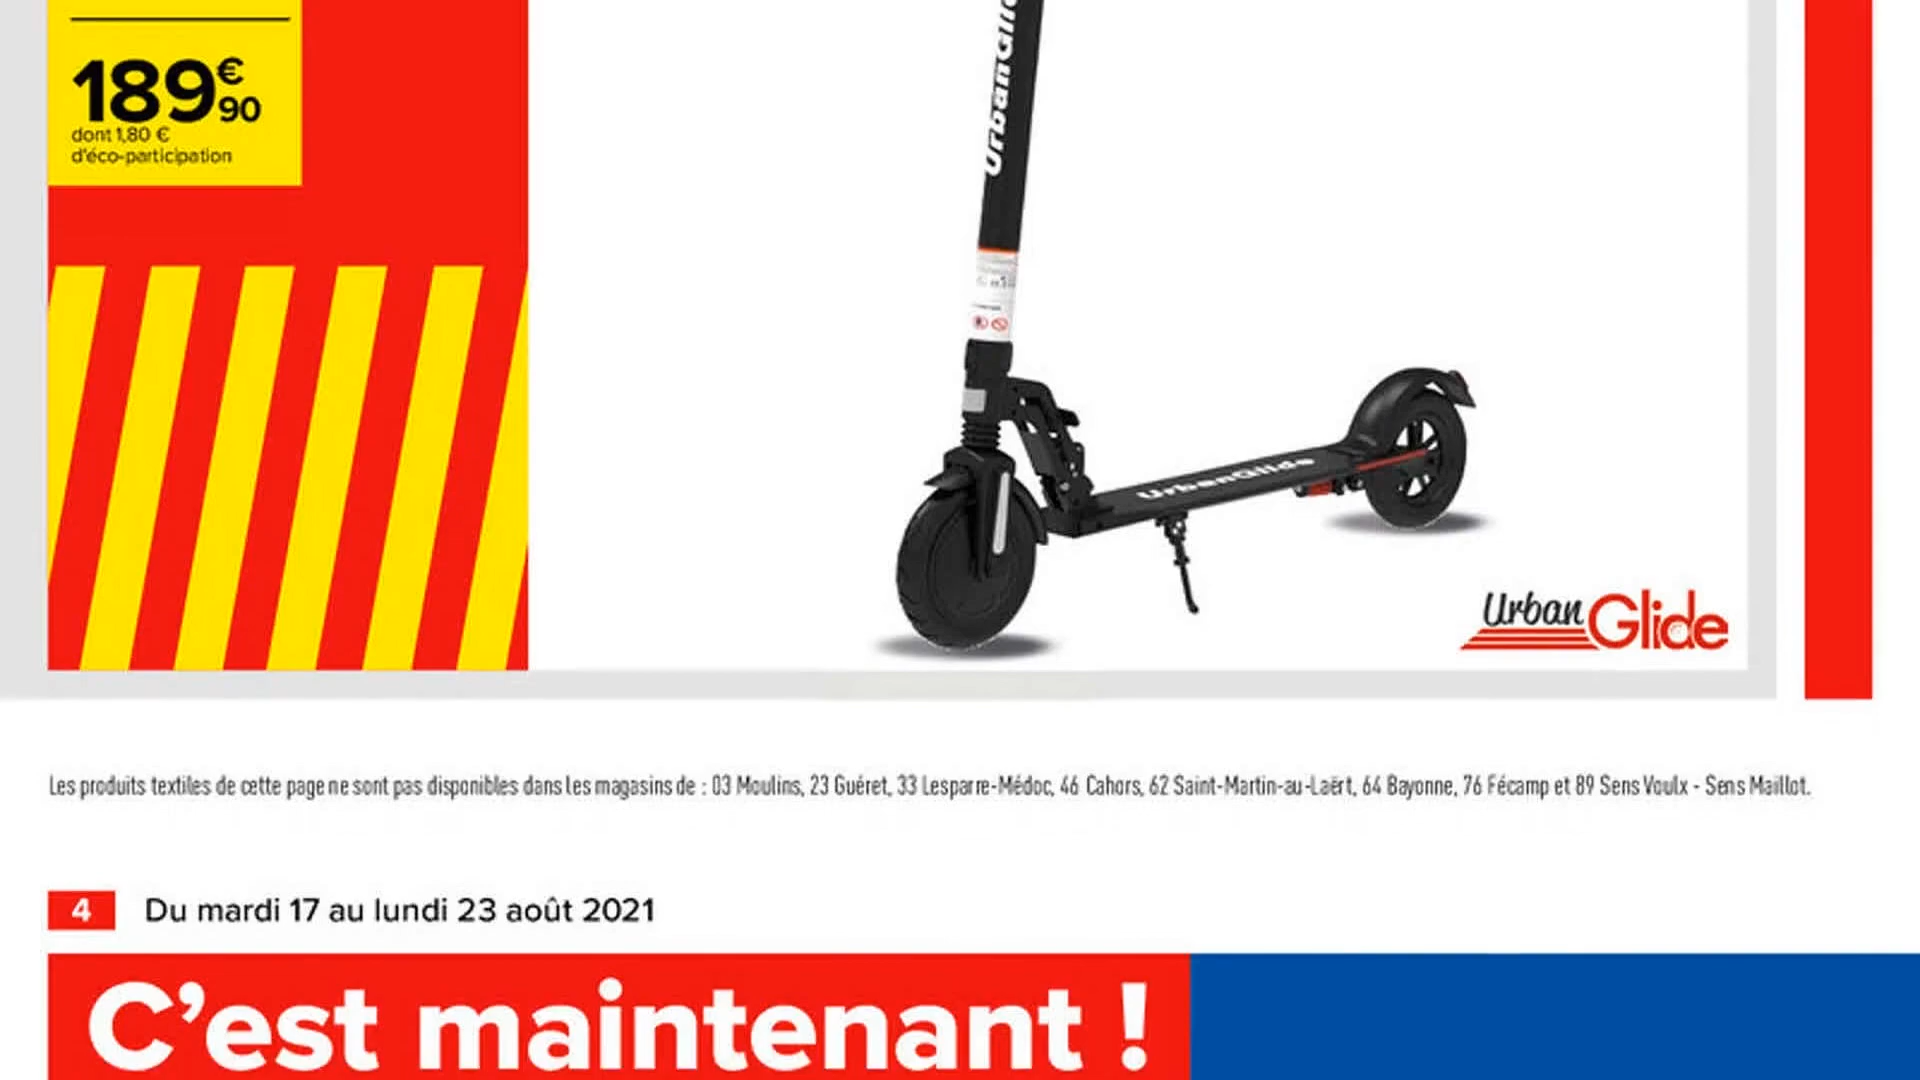 189€90
dont 1,80 €
d'éco-participation
UrbanGlide
Urban Glide
Les produits textiles de cette page ne sont pas disponibles dans les magasins de : 03 Moulins, 23 Guéret, 33 Lesparre-Médoc, 46 Cahors, 62 Saint-Martin-au-Laërt, 64 Bayonne, 76 Fécamp et 89 Sens Voulx - Sens Maillot.
4 Du mardi 17 au lundi 23 août 2021
C'est maintenant !